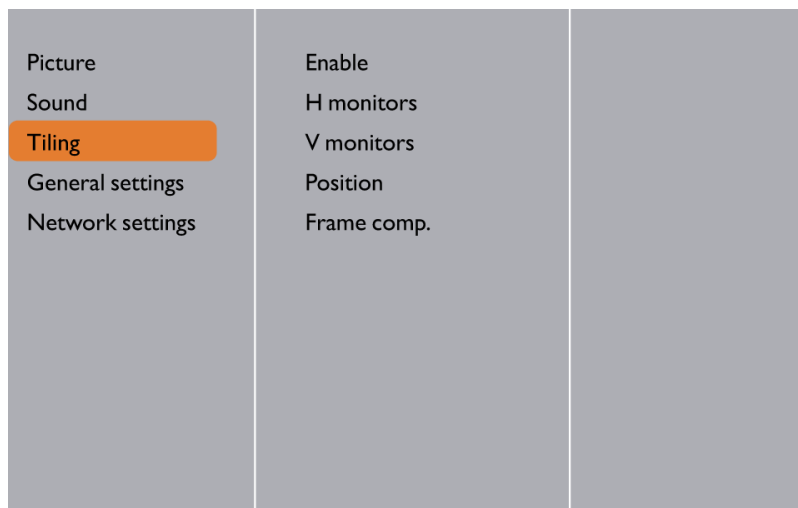 Picture
Sound
Tiling
General settings
Network settings
Enable
H monitors
V monitors
Position
Frame comp.